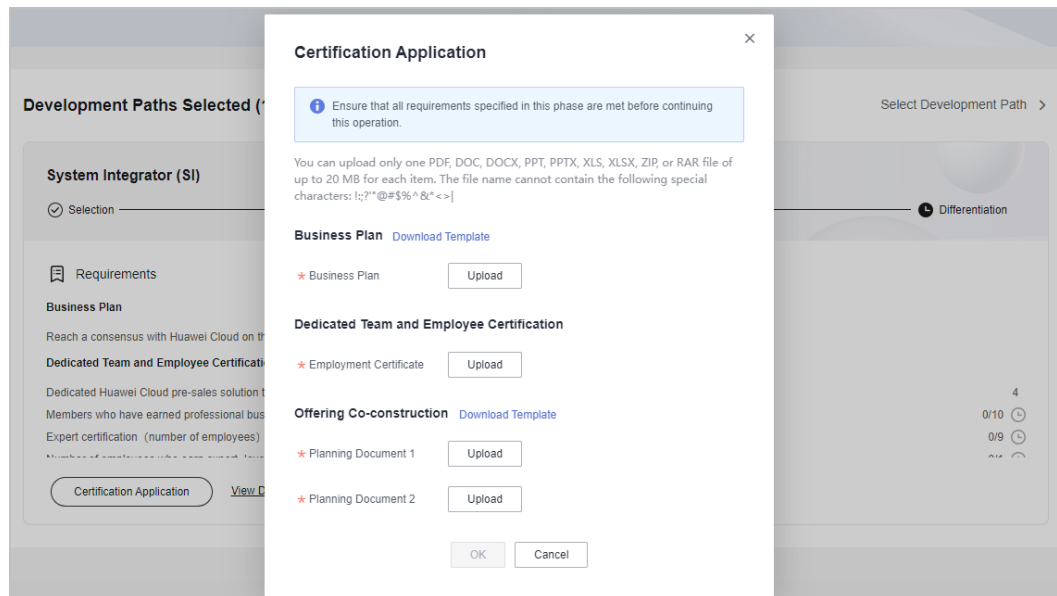 Certification Application
Ensure that all requirements specified in this phase are met before continuing
this operation.
You can upload only one PDF, DOC, DOCX, PPT, PPTX, XLS, XLSX, ZIP, or RAR file of
up to 20 MB for each item. The file name cannot contain the following special
characters: !:;?'"@#$%^&*<>|
Business Plan Download Template
* Business Plan Upload
Dedicated Team and Employee Certification
* Employment Certificate Upload
Offering Co-construction Download Template
* Planning Document 1 Upload
* Planning Document 2 Upload
OK Cancel
Development Paths Selected (
Select Development Path >
System Integrator (SI)
Selection
Differentiation
Requirements
Business Plan
Reach a consensus with Huawei Cloud on
Dedicated Team and Employee
Dedicated Huawei Cloud pre-sales solution
4
Members who have earned professional
0/10
Expert certification (number of employees)
0/9
Number of employees who earn
Certification Application
View